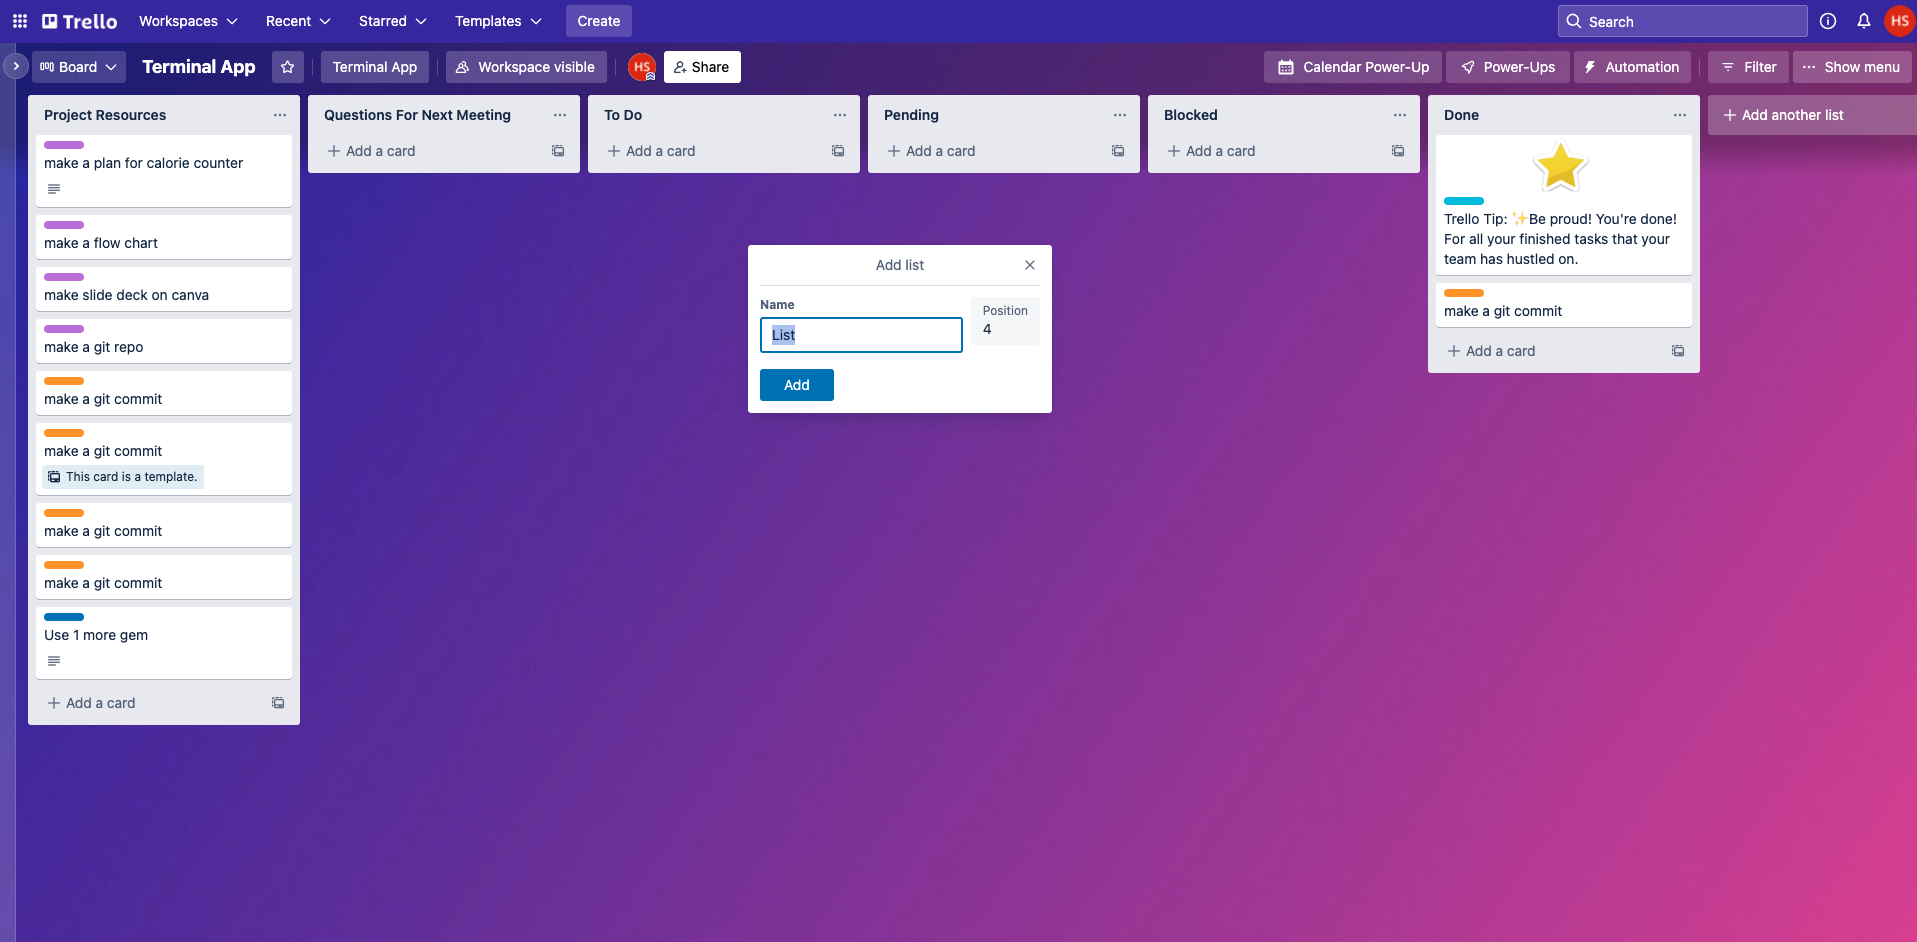 Trello
Workspaces
Recent
Starred
Templates
Create
Search
HS
Board
Terminal App
Terminal App
Workspace visible
HS
Share
Calendar Power-Up
Power-Ups
Automation
Filter
Show menu
Project Resources
make a plan for calorie counter
make a flow chart
make slide deck on canva
make a git repo
make a git commit
make a git commit
This card is a template.
make a git commit
make a git commit
Use 1 more gem
Add a card
Questions For Next Meeting
Add a card
To Do
Add a card
Pending
Add a card
Blocked
Add a card
Done
Trello Tip: ✨Be proud! You're done!
For all your finished tasks that your
team has hustled on.
make a git commit
Add a card
Add another list
Add list
Name
List
Position
4
Add